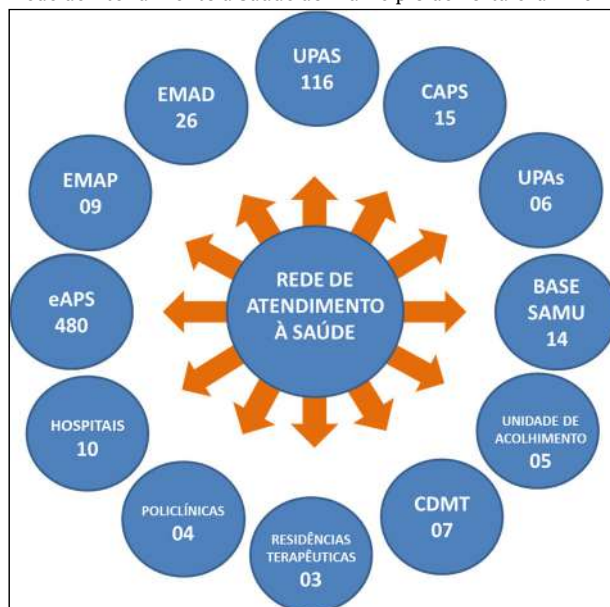 UPAS
116
CAPS
15
UPAs
06
BASE
SAMU
14
UNIDADE DE
ACOLHIMENTO
05
CDMT
07
RESIDÊNCIAS
TERAPÊUTICAS
03
POLICLÍNICAS
04
HOSPITAIS
10
eAPS
480
EMAP
09
EMAD
26
REDE DE
ATENDIMENTO
À SAÚDE